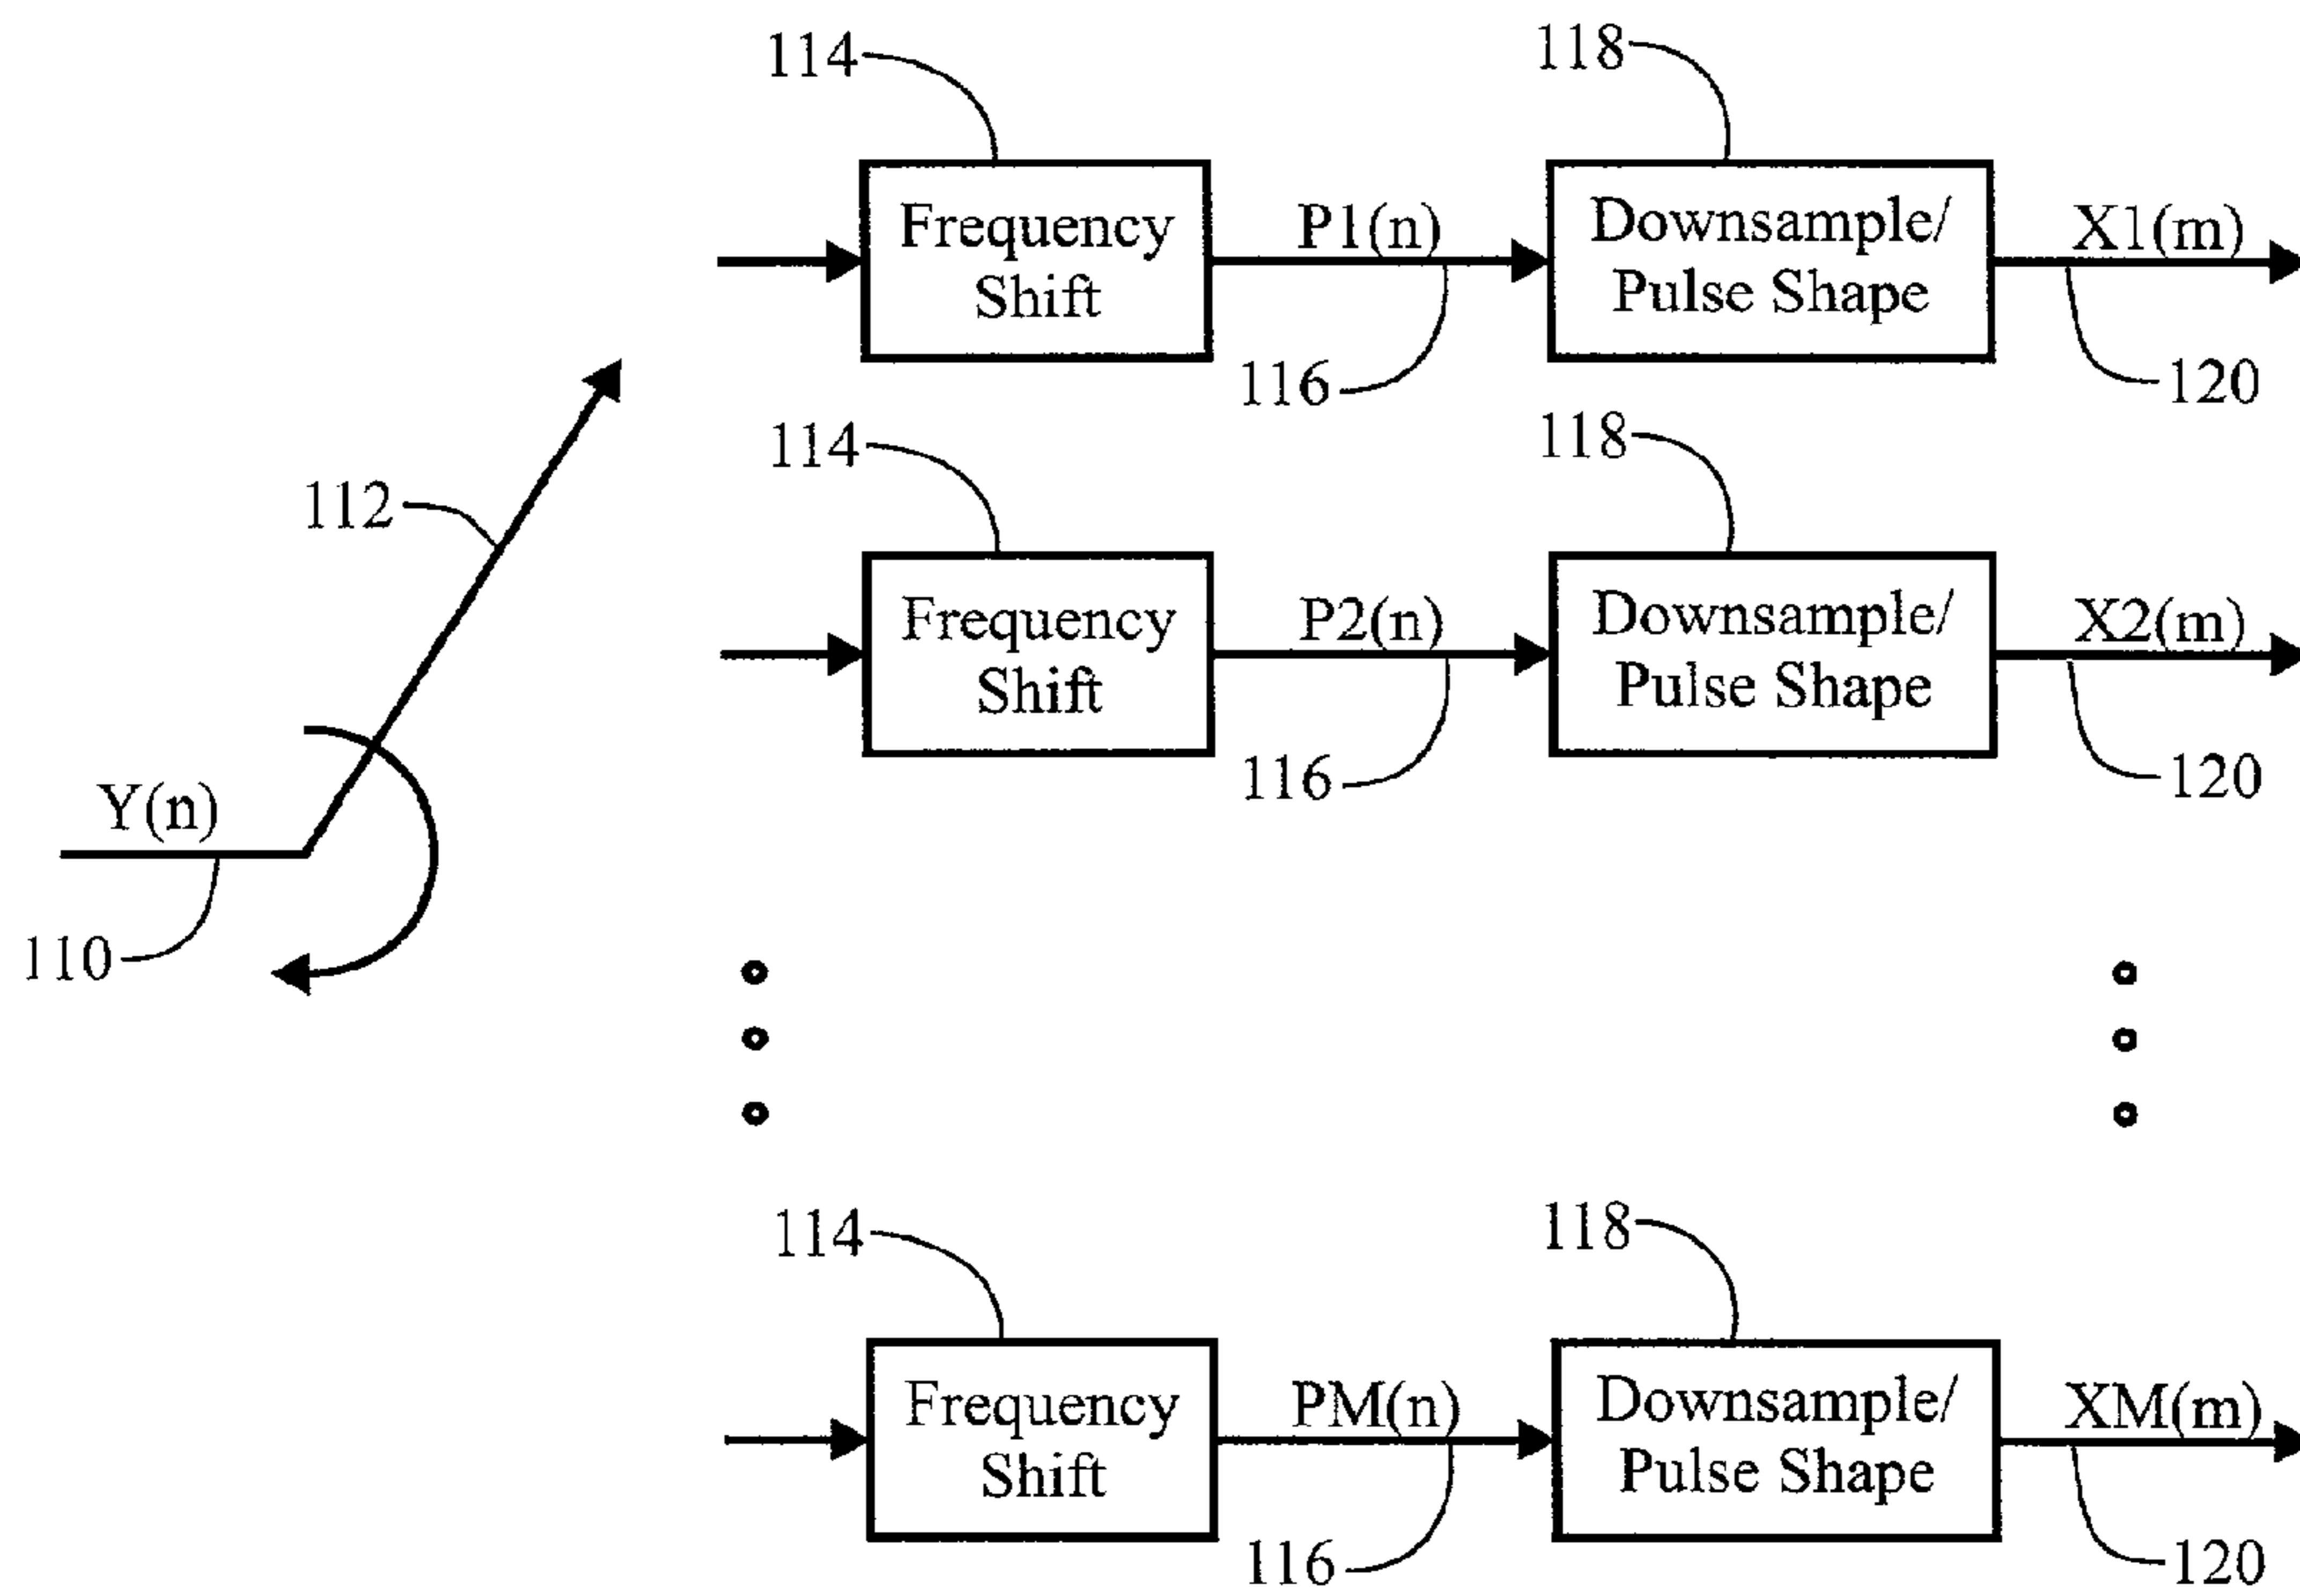 114
118
Frequency
Shift
P1(n)
Downsample/
Pulse Shape
X1(m)
116
120
114
118
112
Frequency
Shift
P2(n)
Downsample/
Pulse Shape
X2(m)
116
120
Y(n)
110
114
118
Frequency
Shift
PM(n)
Downsample/
Pulse Shape
XM(m)
116
120